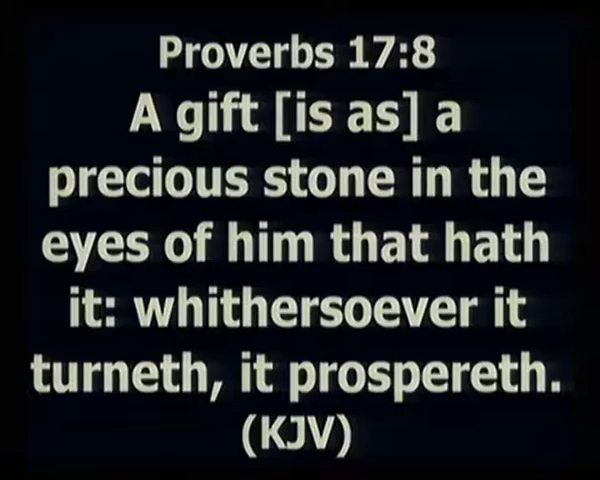 Proverbs 17:8
A gift [is as] a
precious stone in the
eyes of him that hath
it: whithersoever it
turneth, it prospereth.
(KJV)